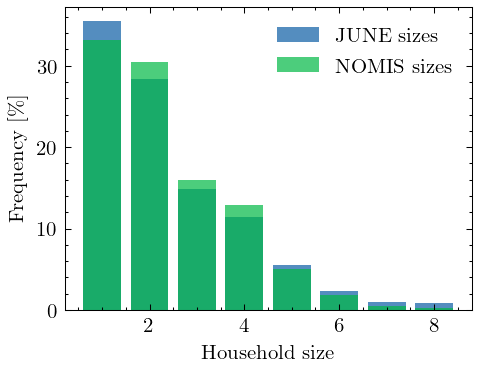 JUNE sizes
NOMIS sizes
Frequency [%]
30
20
10
0
2 4 6 8
Household size